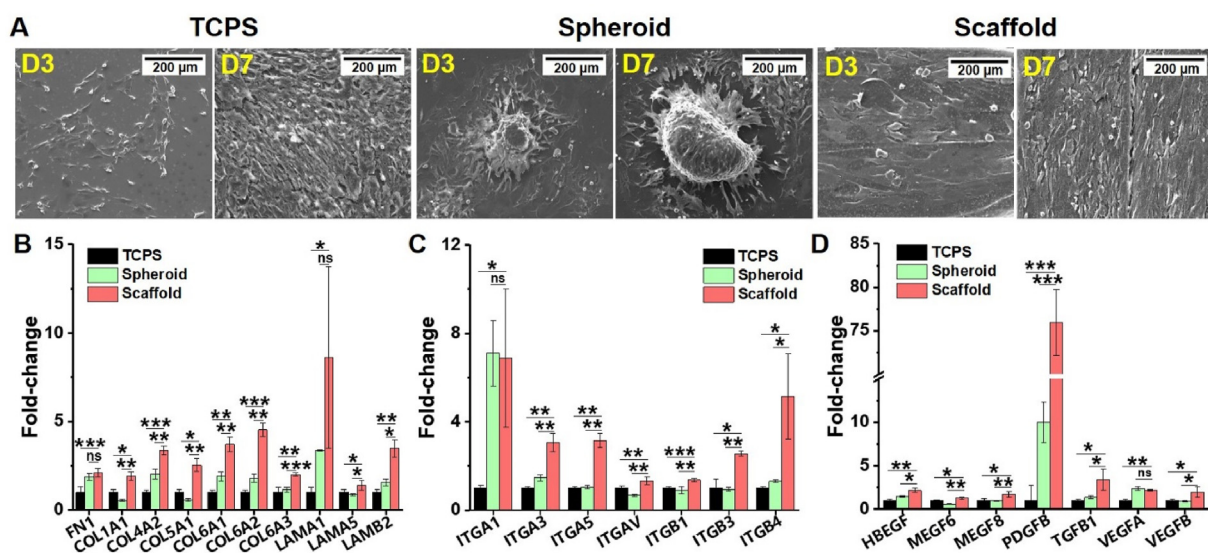 A
TCPS
Spheroid
Scaffold
D3
200 µm
D7
200 µm
D3
200 µm
D7
200 µm
D3
200 µm
D7
200 µm
B
Fold-change
15
10
5
0
TCPS
Spheroid
Scaffold
***
ns
*
**
***
**
*
**
**
**
***
**
**
***
*
ns
*
*
**
*
FN1
COL1A1
COL4A2
COL5A1
COL6A1
COL6A2
COL6A3
LAMA1
LAMA5
LAMB2
C
Fold-change
12
8
4
0
TCPS
Spheroid
Scaffold
*
ns
**
**
**
**
**
**
***
**
*
**
*
*
ITGA1
ITGA3
ITGA5
ITGAV
ITGB1
ITGB3
ITGB4
D
Fold-change
85
80
75
10
5
0
TCPS
Spheroid
Scaffold
**
*
*
**
*
**
***
***
*
*
**
ns
*
*
HBEGF
MEGF6
MEGF8
PDGFB
TGFB1
VEGFA
VEGFB